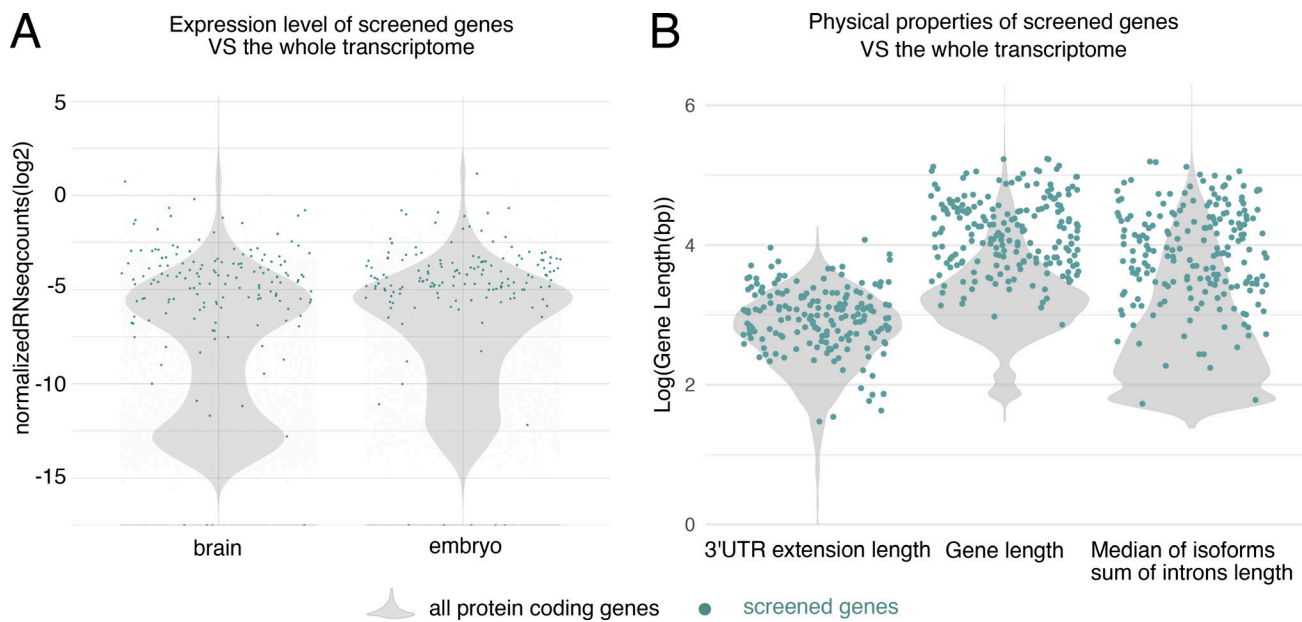 A
Expression level of screened genes
VS the whole transcriptome
normalizedRNseqcounts(log2)
5
0
-5
-10
-15
brain
embryo
B
Physical properties of screened genes
VS the whole transcriptome
Log(Gene Length(bp))
6
4
2
0
3'UTR extension length
Gene length
Median of isoforms
sum of introns length
all protein coding genes
screened genes